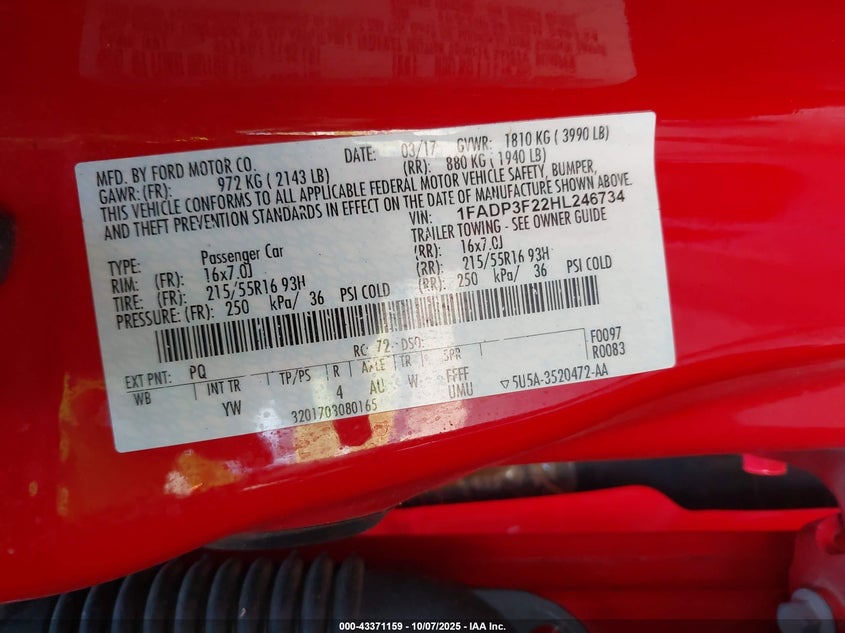 MFD. BY FORD MOTOR CO.
DATE: 03/17 GVWR: 1810 KG ( 3990 LB)
GAWR: (FR): 972 KG ( 2143 LB) (RR): 880 KG ( 1940 LB)
THIS VEHICLE CONFORMS TO ALL APPLICABLE FEDERAL MOTOR VEHICLE SAFETY, BUMPER,
AND THEFT PREVENTION STANDARDS IN EFFECT ON THE DATE OF MANUFACTURE SHOWN ABOVE.
VIN: 1FADP3F22HL246734
TYPE: Passenger Car TRAILER TOWING - SEE OWNER GUIDE
RIM: (FR): 16x7.0J (RR): 16x7.0J
TIRE: (FR): 215/55R16 93H (RR): 215/55R16 93H
PRESSURE: (FR): 250 kPa/ 36 PSI COLD (RR): 250 kPa/ 36 PSI COLD
RC: 72 DSO: F0097
EXT PNT: PQ R0083
WB INT TR TP/PS R AXLE TR SPR
YW 4 AU W FFFF
UMU
3201703080165 ▽5U5A-3520472-AA
000-43371159 - 10/07/2025 - IAA Inc.